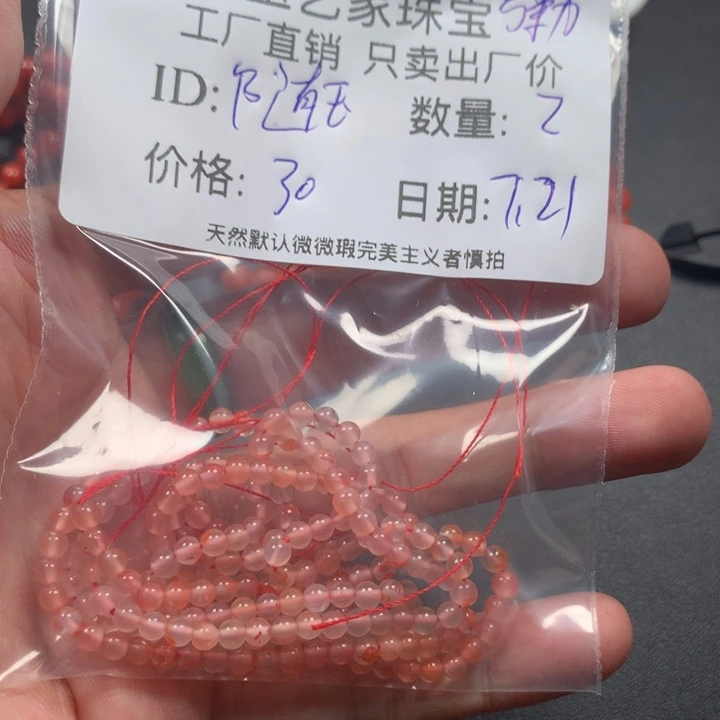 艺家珠宝
工厂直销 只卖出厂价
ID: 数量: 2
价格: 30 日期: 7.21
天然默认微微瑕完美主义者慎拍